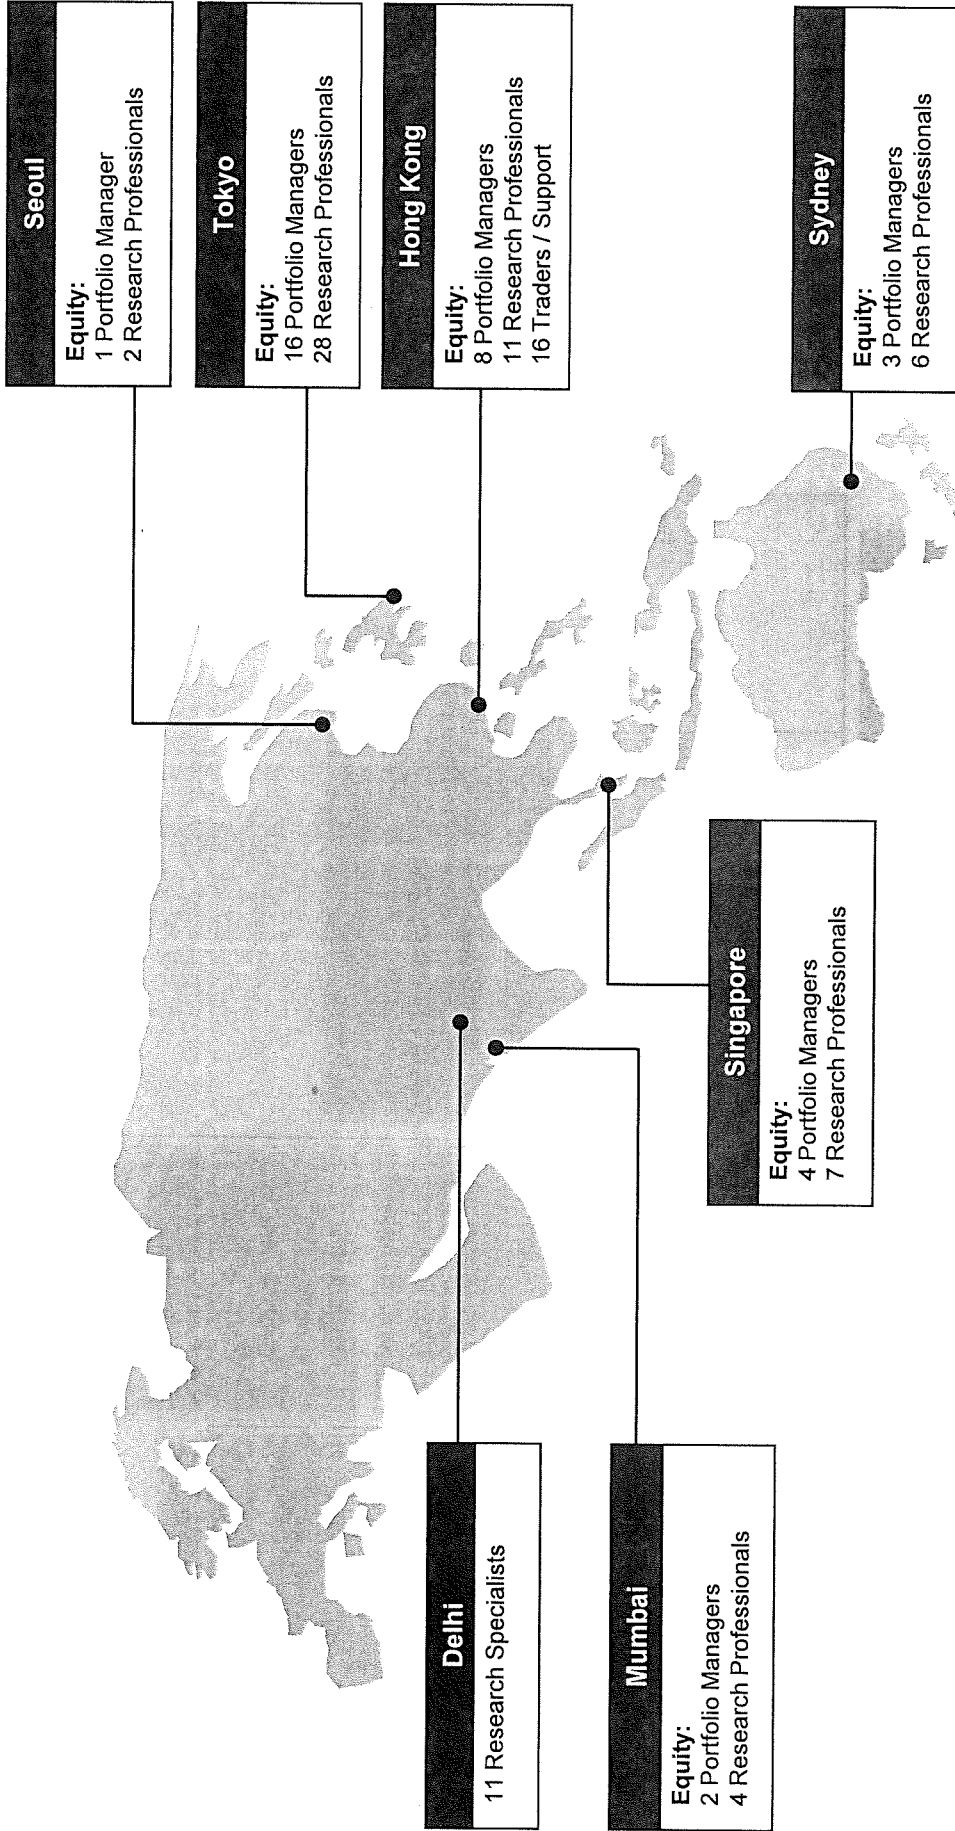 Seoul
Equity:
1 Portfolio Manager
2 Research Professionals
Tokyo
Equity:
16 Portfolio Managers
28 Research Professionals
Hong Kong
Equity:
8 Portfolio Managers
11 Research Professionals
16 Traders / Support
Sydney
Equity:
3 Portfolio Managers
6 Research Professionals
Singapore
Equity:
4 Portfolio Managers
7 Research Professionals
Delhi
11 Research Specialists
Mumbai
Equity:
2 Portfolio Managers
4 Research Professionals